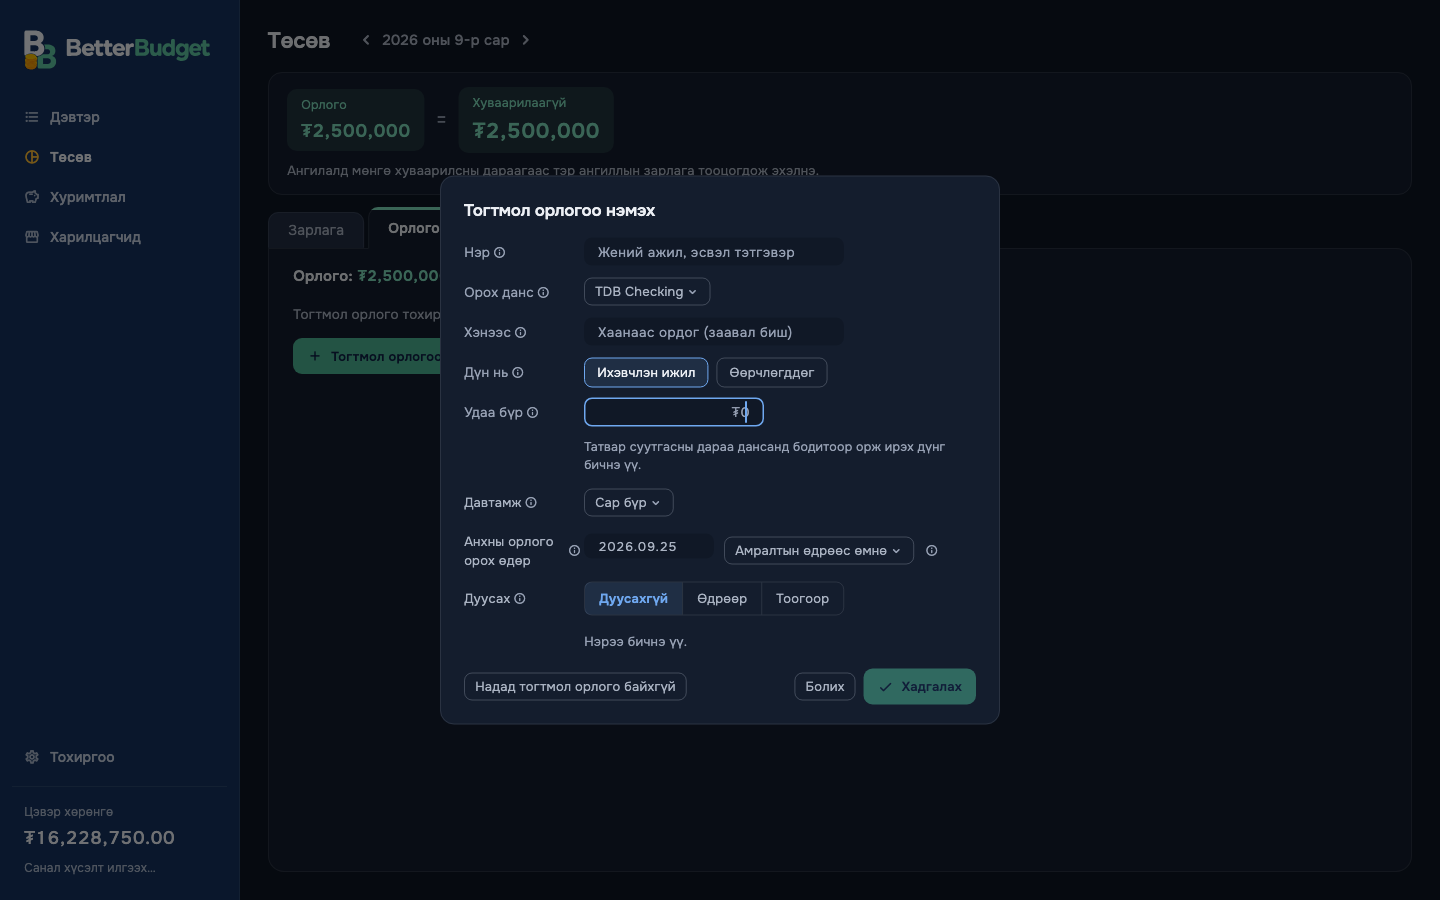 BetterBudget
Дэвтэр
Төсөв
Хуримтлал
Харилцагчид
Тохиргоо
Цэвэр хөрөнгө
₮16,228,750.00
Санал хүсэлт илгээх...
Төсөв
2026 оны 9-р сар
Орлого
₮2,500,000
=
Хуваарилаагүй
₮2,500,000
Ангилалд мөнгө хуваарилсны дараагаас тэр ангиллын зарлага тооцогдож эхэлнэ.
Зарлага
Орлого
Орлого: ₮2,500,00
Тогтмол орлого тохир
+ Тогтмол орлогоо
Тогтмол орлогоо нэмэх
Нэр
Жений ажил, эсвэл тэтгэвэр
Орох данс
TDB Checking
Хэнээс
Хаанаас ордог (заавал биш)
Дүн нь
Ихэвчлэн ижил
Өөрчлөгддөг
Удаа бүр
₮0
Татвар суутгасны дараа дансанд бодитоор орж ирэх дүнг
бичнэ үү.
Давтамж
Сар бүр
Анхны орлого
орох өдөр
2026.09.25
Амралтын өдрөөс өмнө
Дуусах
Дуусахгүй
Өдрөөр
Тоогоор
Нэрээ бичнэ үү.
Надад тогтмол орлого байхгүй
Болих
Хадгалах